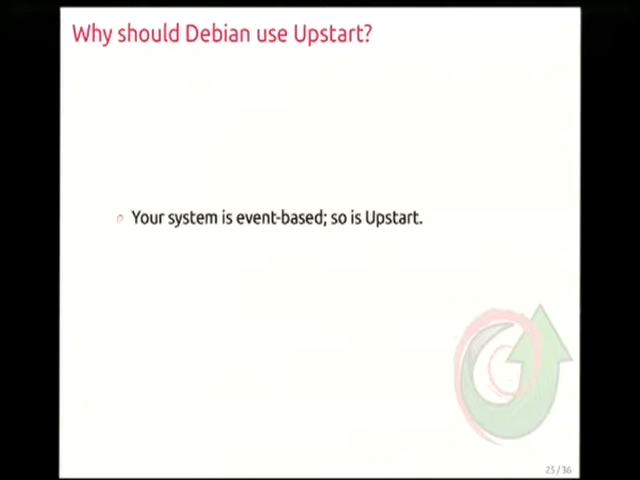 Why should Debian use Upstart?
Your system is event-based; so is Upstart.
25/36